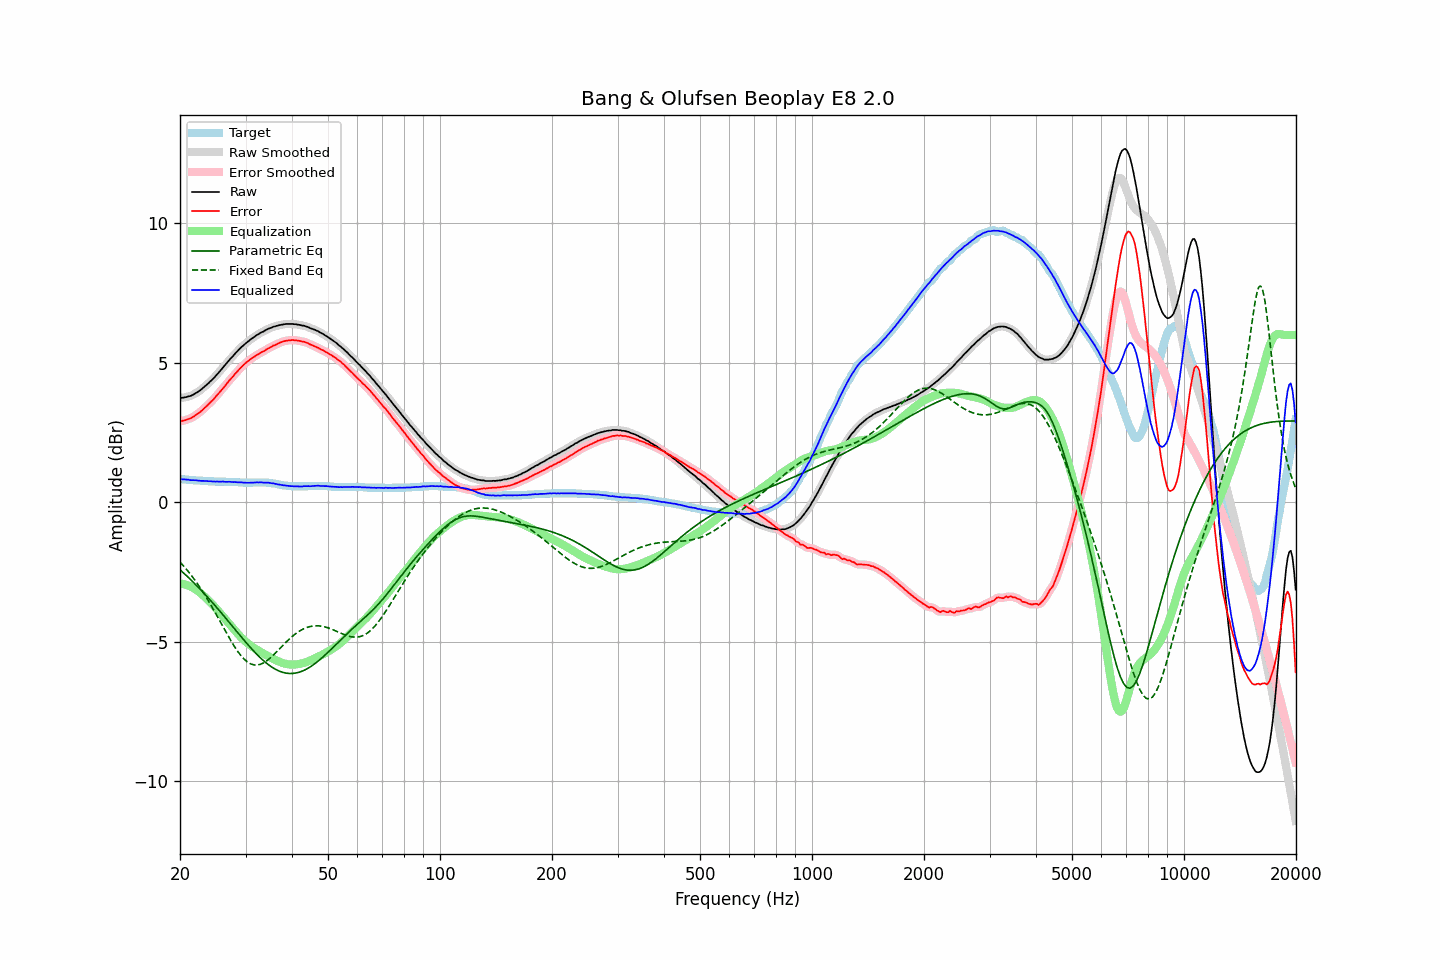 Bang & Olufsen Beoplay E8 2.0
Target
Raw Smoothed
Error Smoothed
Raw
Error
Equalization
Parametric Eq
Fixed Band Eq
Equalized
Amplitude (dBr)
10
5
0
−5
−10
20 50 100 200 500 1000 2000 5000 10000 20000
Frequency (Hz)